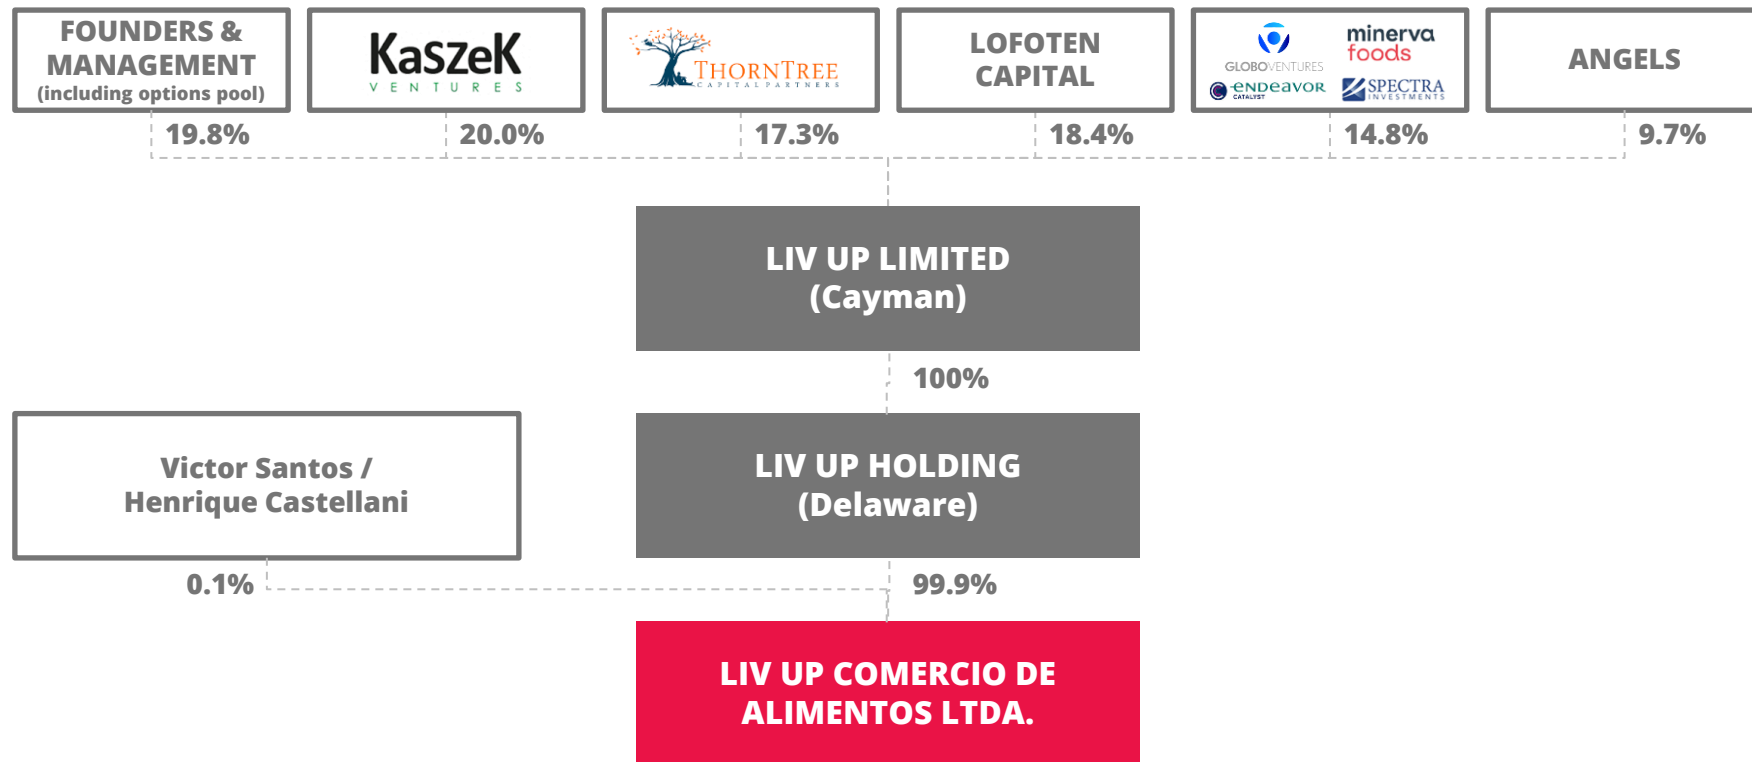 FOUNDERS &
MANAGEMENT
(including options pool)
KaszeK
VENTURES
THORNTREE
CAPITAL PARTNERS
LOFOTEN
CAPITAL
GLOBOVENTURES
minerva
foods
enDeavor
CATALYST
SPECTRA
INVESTMENTS
ANGELS
19.8%
20.0%
17.3%
18.4%
14.8%
9.7%
LIV UP LIMITED
(Cayman)
100%
Victor Santos /
Henrique Castellani
LIV UP HOLDING
(Delaware)
0.1%
99.9%
LIV UP COMERCIO DE
ALIMENTOS LTDA.